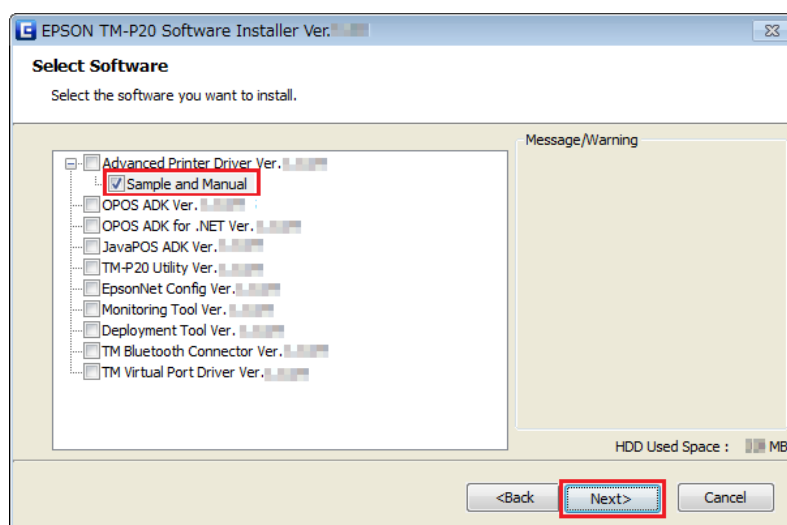 EPSON TM-P20 Software Installer Ver.
Select Software
Select the software you want to install.
Message/Warning
Advanced Printer Driver Ver.
Sample and Manual
OPOS ADK Ver.
OPOS ADK for .NET Ver.
JavaPOS ADK Ver.
TM-P20 Utility Ver.
EpsonNet Config Ver.
Monitoring Tool Ver.
Deployment Tool Ver.
TM Bluetooth Connector Ver.
TM Virtual Port Driver Ver.
HDD Used Space : MB
<Back Next> Cancel